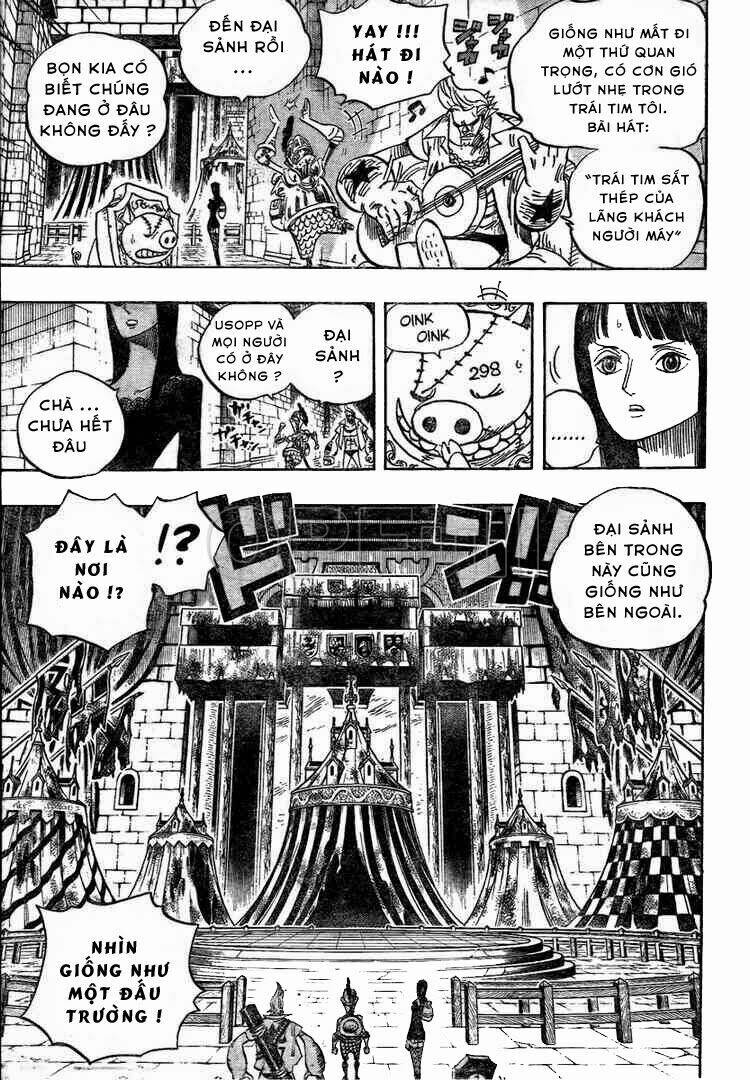 GIỐNG NHƯ MẤT ĐI
MỘT THỨ QUAN
TRỌNG, CÓ CƠN GIÓ
LƯỚT NHẸ TRONG
TRÁI TIM TÔI.
BÀI HÁT:
“TRÁI TIM SẮT
THÉP CỦA
LÃNG KHÁCH
NGƯỜI MÁY”
YAY !!!
HÁT ĐI
NÀO !
ĐẾN ĐẠI
SẢNH RỒI
...
BỌN KIA CÓ
BIẾT CHÚNG
ĐANG Ở ĐÂU
KHÔNG ĐẤY ?
.......
OINK
OINK
298
ĐẠI
SẢNH
?
USOPP VÀ
MỌI NGƯỜI
CÓ Ở ĐÂY
KHÔNG ?
CHẢ ...
CHƯA HẾT
ĐÂU
ĐẠI SẢNH
BÊN TRONG
NÀY CŨNG
GIỐNG NHƯ
BÊN NGOÀI.
ドドン!!
!?
ĐÂY LÀ
NƠI
NÀO !?
NHÌN
GIỐNG NHƯ
MỘT ĐẤU
TRƯỜNG !